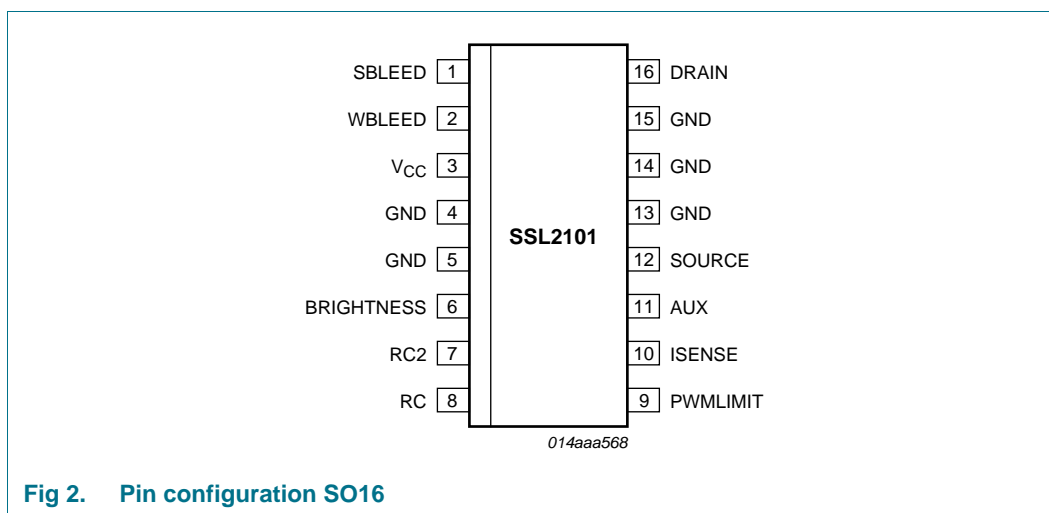 SBLEED 1 16 DRAIN
WBLEED 2 15 GND
VCC 3 14 GND
GND 4 13 GND
SSL2101
GND 5 12 SOURCE
BRIGHTNESS 6 11 AUX
RC2 7 10 ISENSE
RC 8 9 PWMLIMIT
014aaa568
Fig 2. Pin configuration SO16